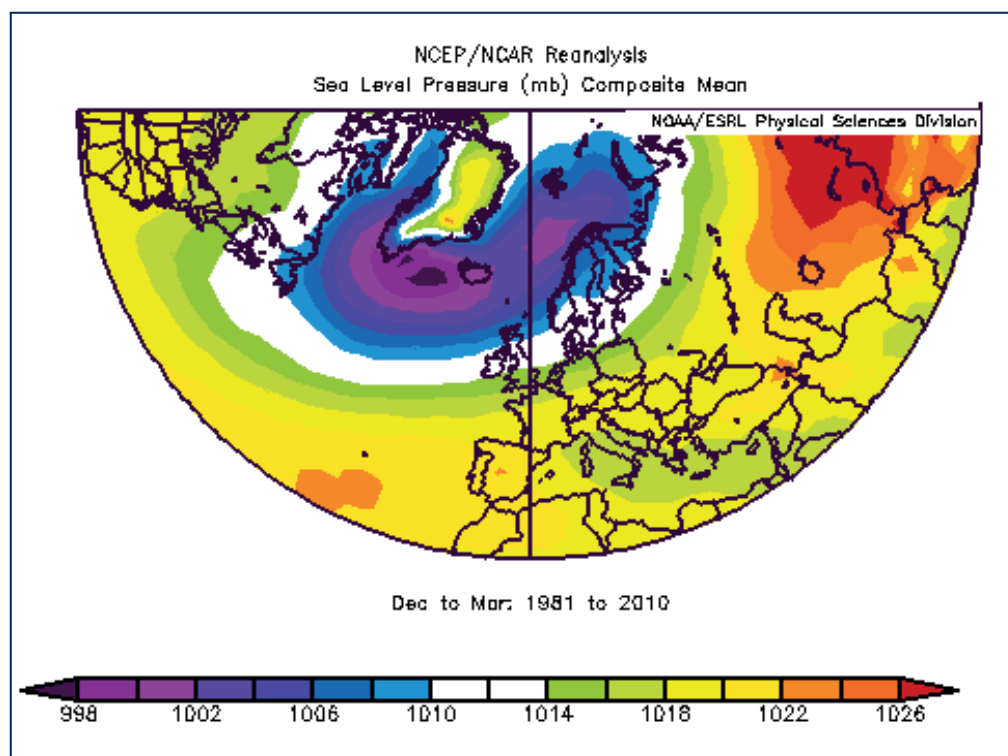 NCEP/NCAR Reanalysis
Sea Level Pressure (mb) Composite Mean
NOAA/ESRL Physical Sciences Division
Dec to Mar: 1981 to 2010
998 1002 1006 1010 1014 1018 1022 1026